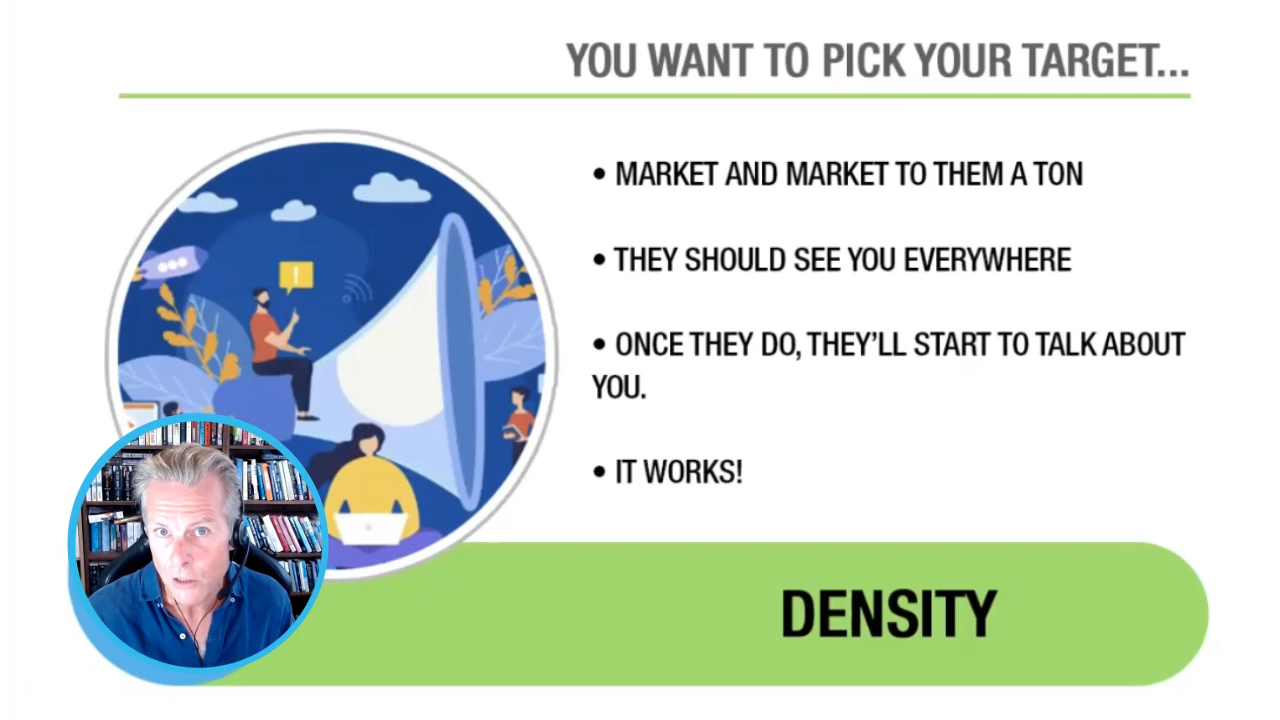 YOU WANT TO PICK YOUR TARGET...
• MARKET AND MARKET TO THEM A TON
• THEY SHOULD SEE YOU EVERYWHERE
• ONCE THEY DO, THEY’LL START TO TALK ABOUT
YOU.
• IT WORKS!
!
DENSITY